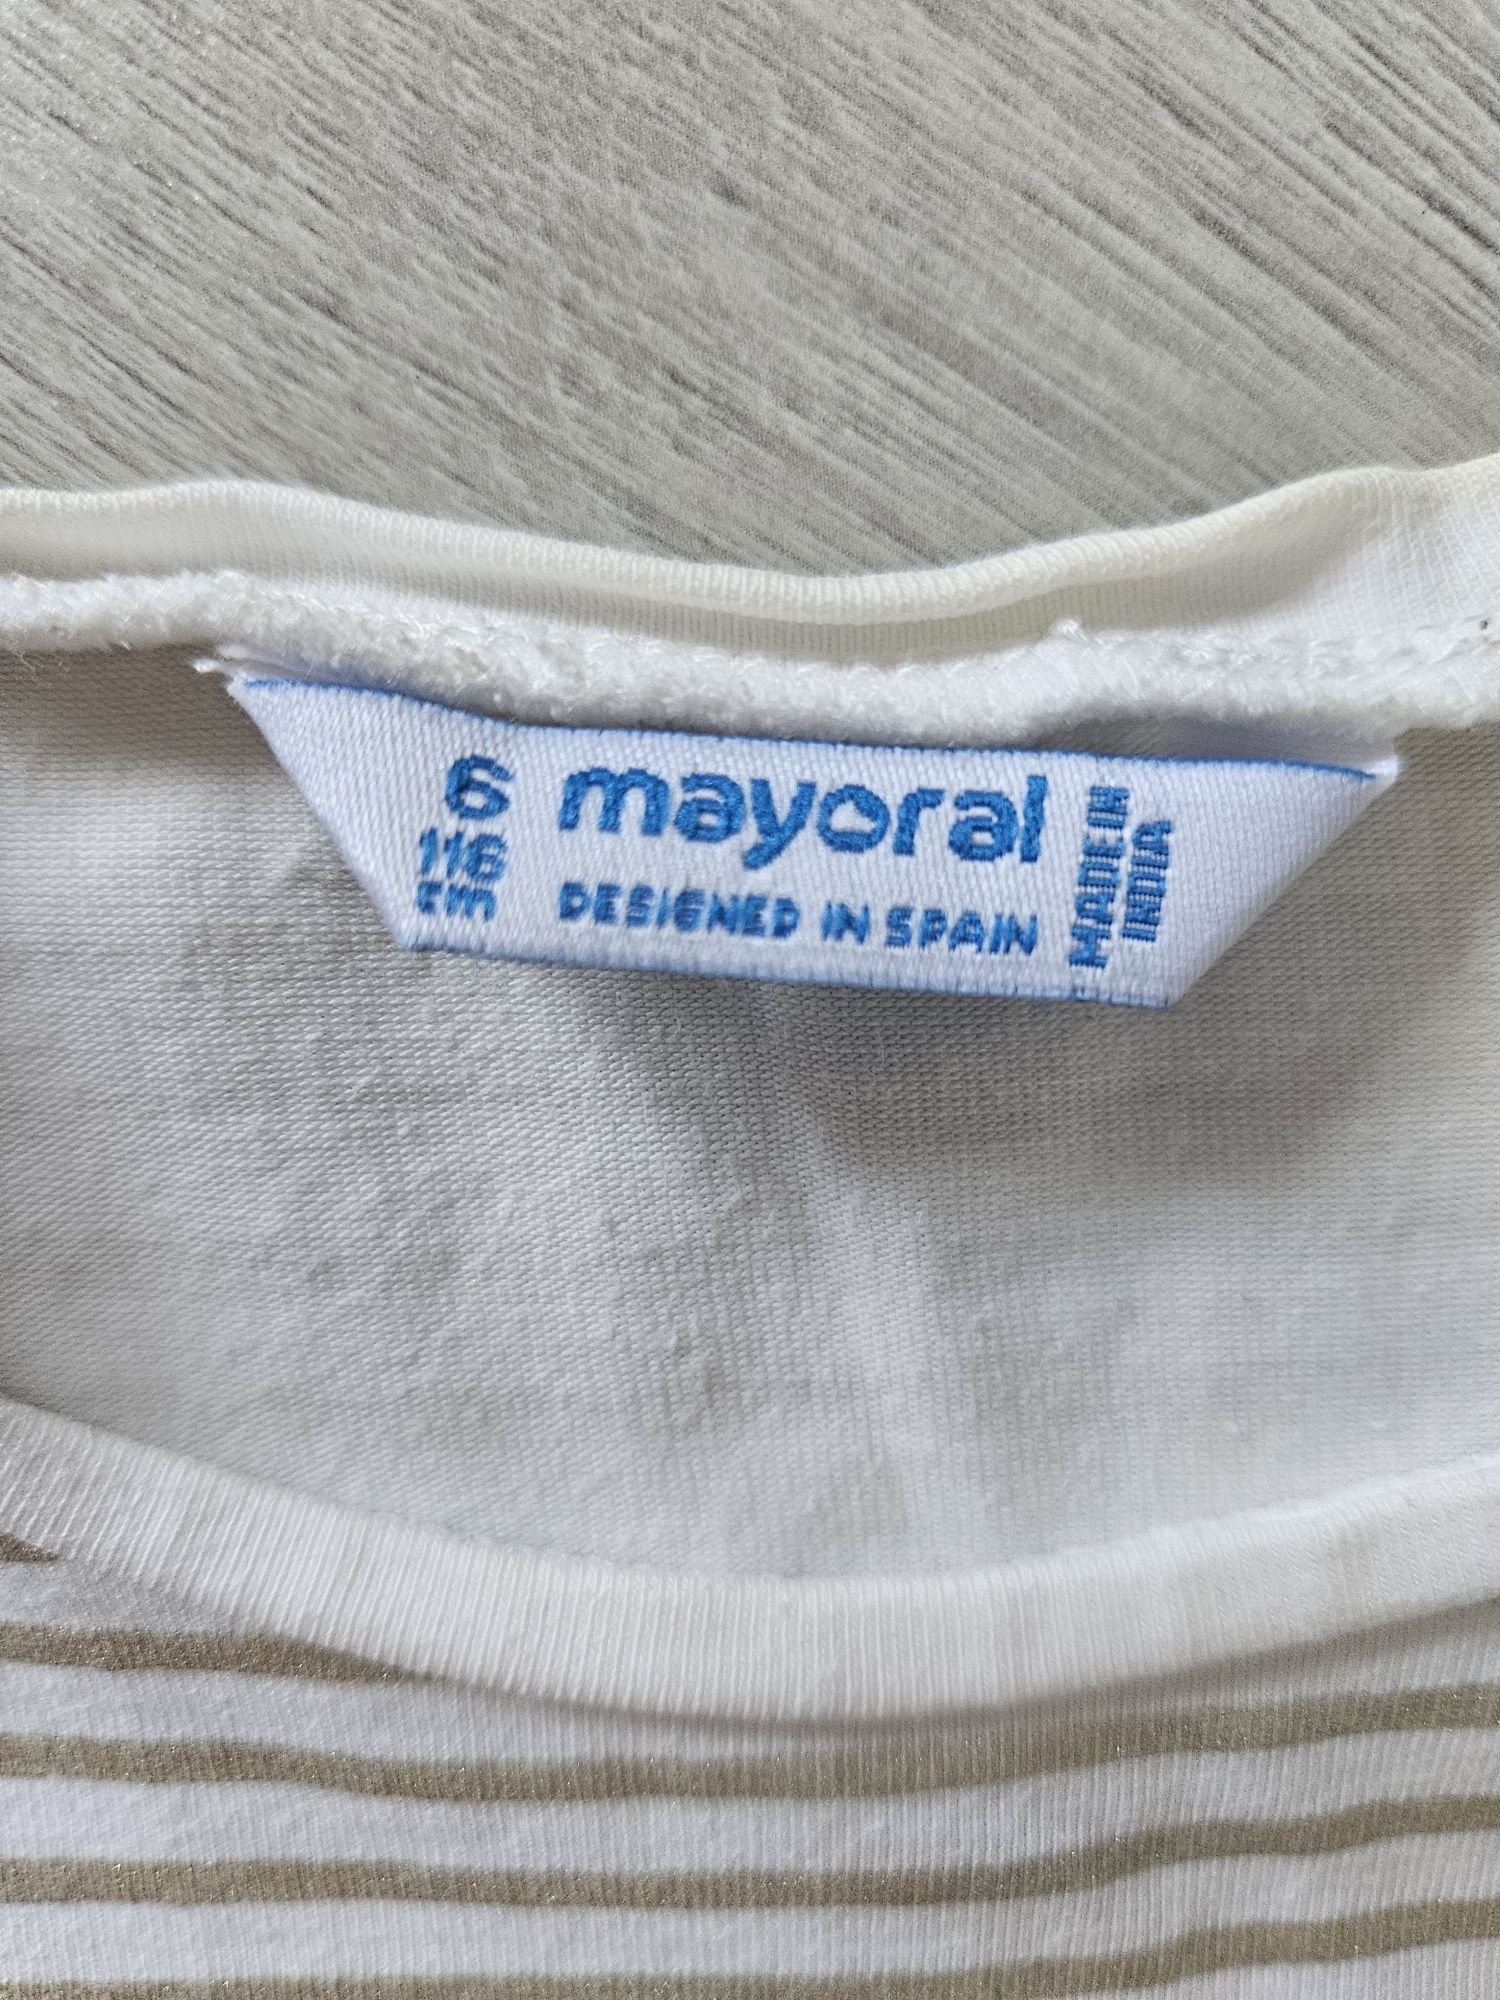 6
116
cm
mayoral
DESIGNED IN SPAIN
MADE IN
INDIA